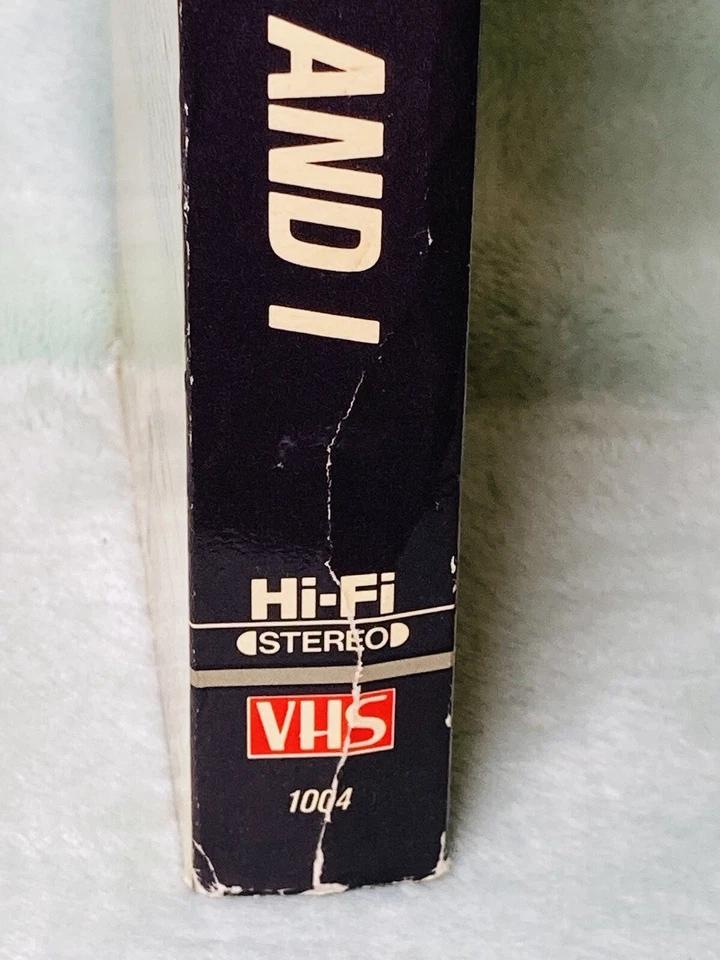 AND I
Hi-Fi
STEREO
VHS
1004